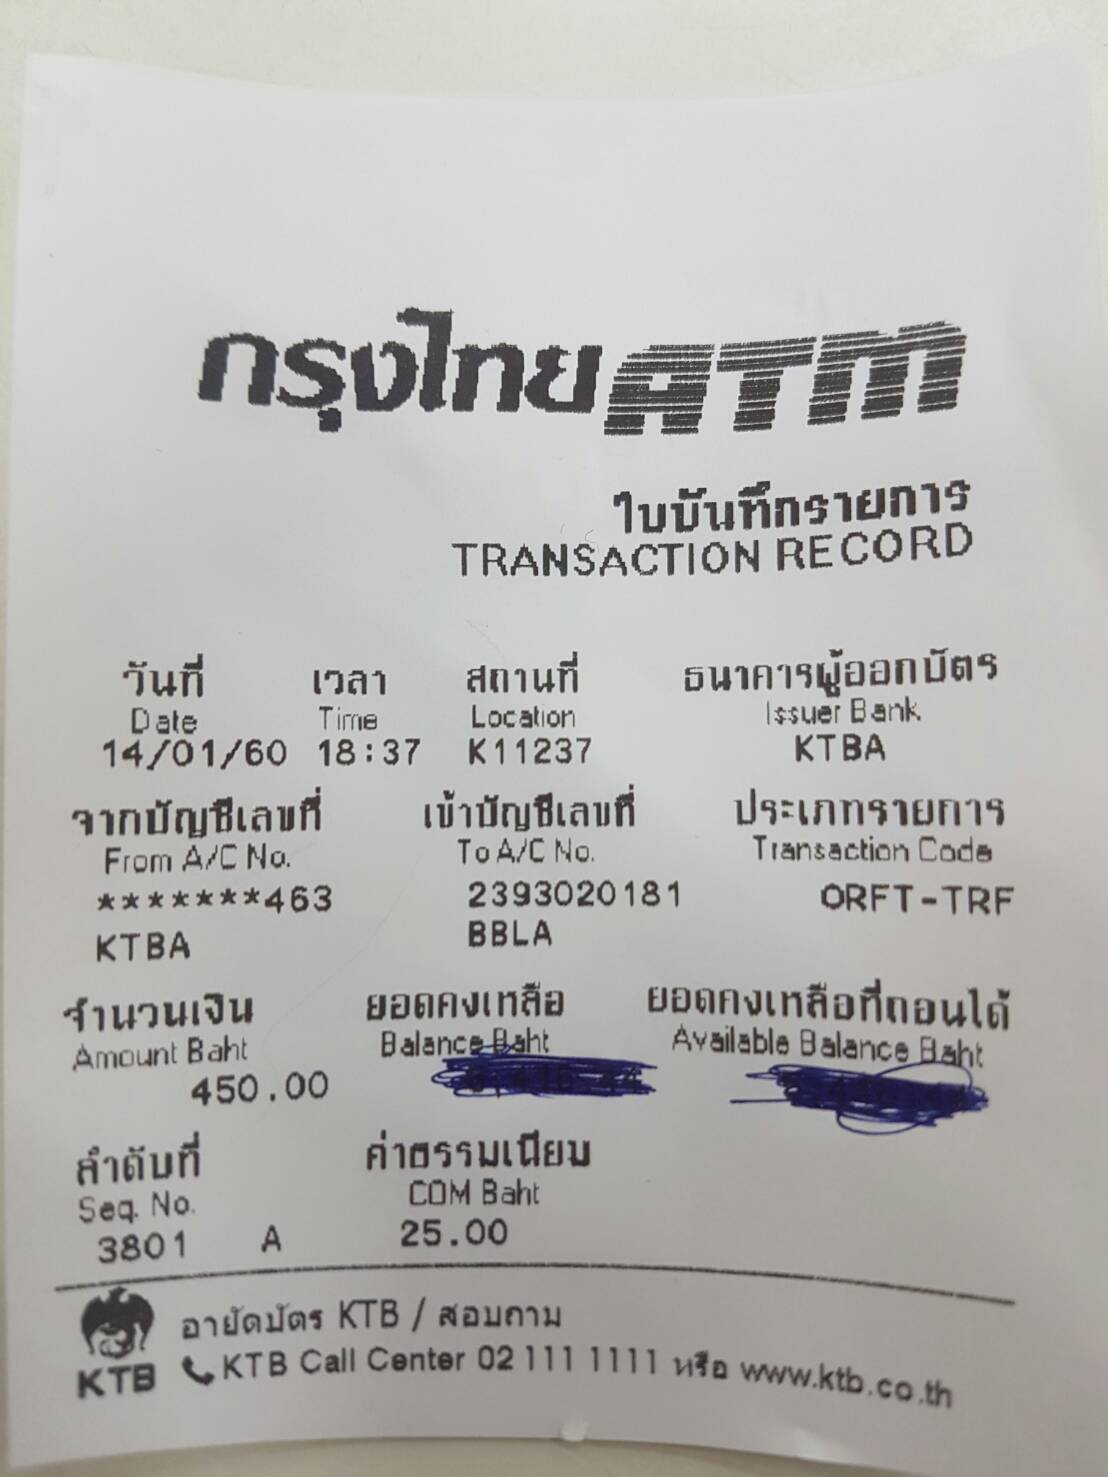 กรุงไทย ATM
ใบบันทึกรายการ
TRANSACTION RECORD
วันที่ เวลา สถานที่ ธนาคารผู้ออกบัตร
Date Time Location Issuer Bank
14/01/60 18:37 K11237 KTBA
จากบัญชีเลขที่ เข้าบัญชีเลขที่ ประเภทรายการ
From A/C No. To A/C No. Transaction Code
*******463 2393020181 ORFT-TRF
KTBA BBLA
จำนวนเงิน ยอดคงเหลือ ยอดคงเหลือที่ถอนได้
Amount Baht Balance Baht Available Balance Baht
450.00
ลำดับที่ ค่าธรรมเนียม
Seq. No. COM Baht
3801 A 25.00
อายัดบัตร KTB / สอบถาม
KTB KTB Call Center 02 111 1111 หรือ www.ktb.co.th